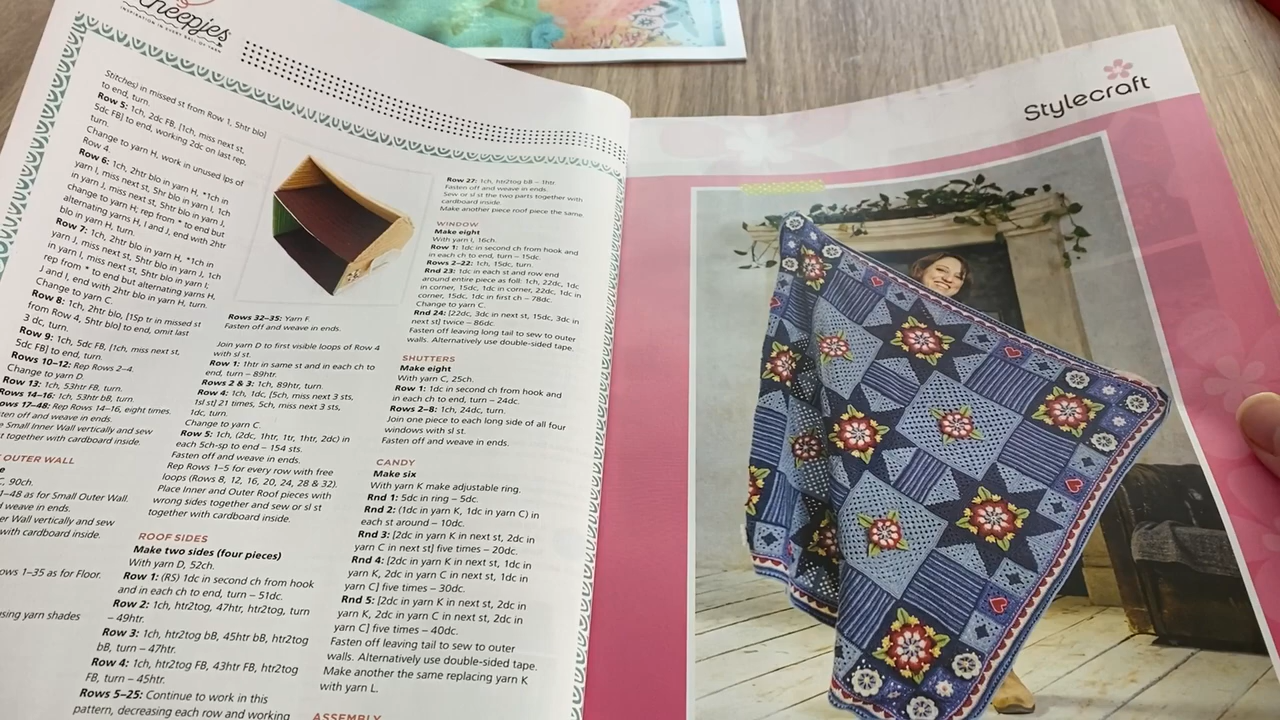 cheepjes
INSPIRATION IN EVERY BALL OF YARN
Stitches) in missed st from Row 1, 5htr blo]
to end, turn.
Row 5: 1ch, 2dc FB, [1ch, miss next st,
5dc FB] to end, working 2dc on last rep,
turn.
Change to yarn H, work in unused lps of
Row 4.
Row 6: 1ch, 2htr blo in yarn H, *1ch in
yarn I, miss next st, 5htr blo in yarn I, 1ch
in yarn J, miss next st, 5htr blo in yarn J,
change to yarn H; rep from * to end but
alternating yarns H, I and J, end with 2htr
blo in yarn H, turn.
Row 7: 1ch, 2htr blo in yarn H, *1ch in
yarn J, miss next st, 5htr blo in yarn J, 1ch
in yarn I, miss next st, 5htr blo in yarn I;
rep from * to end but alternating yarns H,
J and I, end with 2htr blo in yarn H, turn.
Change to yarn C.
Row 8: 1ch, 2htr blo, [1Sp tr in missed st
from Row 4, 5htr blo] to end, omit last
3 dc, turn.
Row 9: 1ch, 5dc FB, [1ch, miss next st,
5dc FB] to end, turn.
Rows 10–12: Rep Rows 2–4.
Change to yarn D.
Row 13: 1ch, 53htr FB, turn.
Rows 14–16: 1ch, 53htr bB, turn.
Rows 17–48: Rep Rows 14–16, eight times.
ten off and weave in ends.
e Small Inner Wall vertically and sew
t together with cardboard inside.
OUTER WALL
C, 90ch.
1–48 as for Small Outer Wall.
d weave in ends.
er Wall vertically and sew
with cardboard inside.
ows 1–35 as for Floor.
using yarn shades
Rows 32–35: Yarn F.
Fasten off and weave in ends.
Join yarn D to first visible loops of Row 4
with sl st.
Row 1: 1htr in same st and in each ch to
end, turn – 89htr.
Rows 2 & 3: 1ch, 89htr, turn.
Row 4: 1ch, 1dc, [5ch, miss next 3 sts,
1sl st] 21 times, 5ch, miss next 3 sts,
1dc, turn.
Change to yarn C.
Row 5: 1ch, (2dc, 1htr, 1tr, 1htr, 2dc) in
each 5ch-sp to end – 154 sts.
Fasten off and weave in ends.
Rep Rows 1–5 for every row with free
loops (Rows 8, 12, 16, 20, 24, 28 & 32).
Place Inner and Outer Roof pieces with
wrong sides together and sew or sl st
together with cardboard inside.
ROOF SIDES
Make two sides (four pieces)
With yarn D, 52ch.
Row 1: (RS) 1dc in second ch from hook
and in each ch to end, turn – 51dc.
Row 2: 1ch, htr2tog, 47htr, htr2tog, turn
– 49htr.
Row 3: 1ch, htr2tog bB, 45htr bB, htr2tog
bB, turn – 47htr.
Row 4: 1ch, htr2tog FB, 43htr FB, htr2tog
FB, turn – 45htr.
Rows 5–25: Continue to work in this
pattern, decreasing each row and working
Row 27: 1ch, htr2tog bB – 1htr.
Fasten off and weave in ends.
Sew or sl st the two parts together with
cardboard inside.
Make another piece roof piece the same.
WINDOW
Make eight
With yarn I, 16ch.
Row 1: 1dc in second ch from hook and
in each ch to end, turn – 15dc.
Rows 2–22: 1ch, 15dc, turn.
Rnd 23: 1dc in each st and row end
around entire piece as foll: 1ch, 22dc, 1dc
in corner, 15dc, 1dc in corner, 22dc, 1dc in
corner, 15dc, 1dc in first ch – 78dc.
Change to yarn C.
Rnd 24: [22dc, 3dc in next st, 15dc, 3dc in
next st] twice – 86dc.
Fasten off leaving long tail to sew to outer
walls. Alternatively use double-sided tape.
SHUTTERS
Make eight
With yarn C, 25ch.
Row 1: 1dc in second ch from hook and
in each ch to end, turn – 24dc.
Rows 2–8: 1ch, 24dc, turn.
Join one piece to each long side of all four
windows with sl st.
Fasten off and weave in ends.
CANDY
Make six
With yarn K make adjustable ring.
Rnd 1: 5dc in ring – 5dc.
Rnd 2: (1dc in yarn K, 1dc in yarn C) in
each st around – 10dc.
Rnd 3: [2dc in yarn K in next st, 2dc in
yarn C in next st] five times – 20dc.
Rnd 4: [2dc in yarn K in next st, 1dc in
yarn K, 2dc in yarn C in next st, 1dc in
yarn C] five times – 30dc.
Rnd 5: [2dc in yarn K in next st, 2dc in
yarn K, 2dc in yarn C in next st, 2dc in
yarn C] five times – 40dc.
Fasten off leaving tail to sew to outer
walls. Alternatively use double-sided tape.
Make another the same replacing yarn K
with yarn L.
ASSEMBLY
Stylecraft